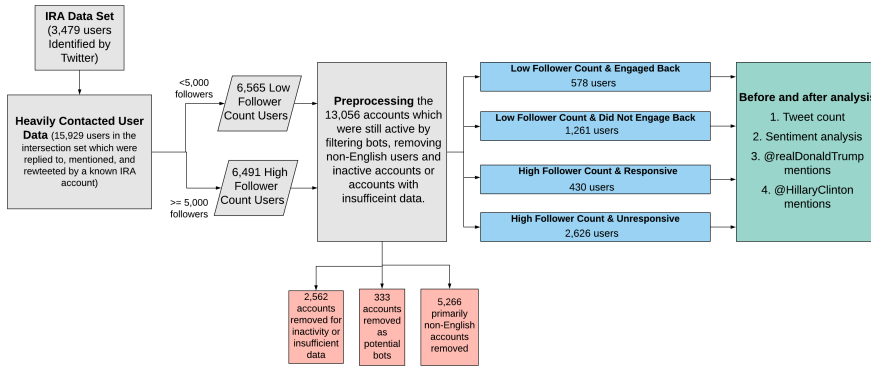 IRA Data Set
(3,479 users
Identified by
Twitter)
Heavily Contacted User
Data (15,929 users in the
intersection set which were
replied to, mentioned, and
rewteeted by a known IRA
account)
<5,000
followers
>= 5,000
followers
6,565 Low
Follower
Count Users
6,491 High
Follower
Count Users
Preprocessing the
13,056 accounts which
were still active by
filtering bots, removing
non-English users and
inactive accounts or
accounts with
insufficeint data.
2,562
accounts
removed for
inactivity or
insufficient
data
333
accounts
removed
as
potential
bots
5,266
primarily
non-English
accounts
removed
Low Follower Count & Engaged Back
578 users
Low Follower Count & Did Not Engage Back
1,261 users
High Follower Count & Responsive
430 users
High Follower Count & Unresponsive
2,626 users
Before and after analysis
1. Tweet count
2. Sentiment analysis
3. @realDonaldTrump
mentions
4. @HillaryClinton
mentions